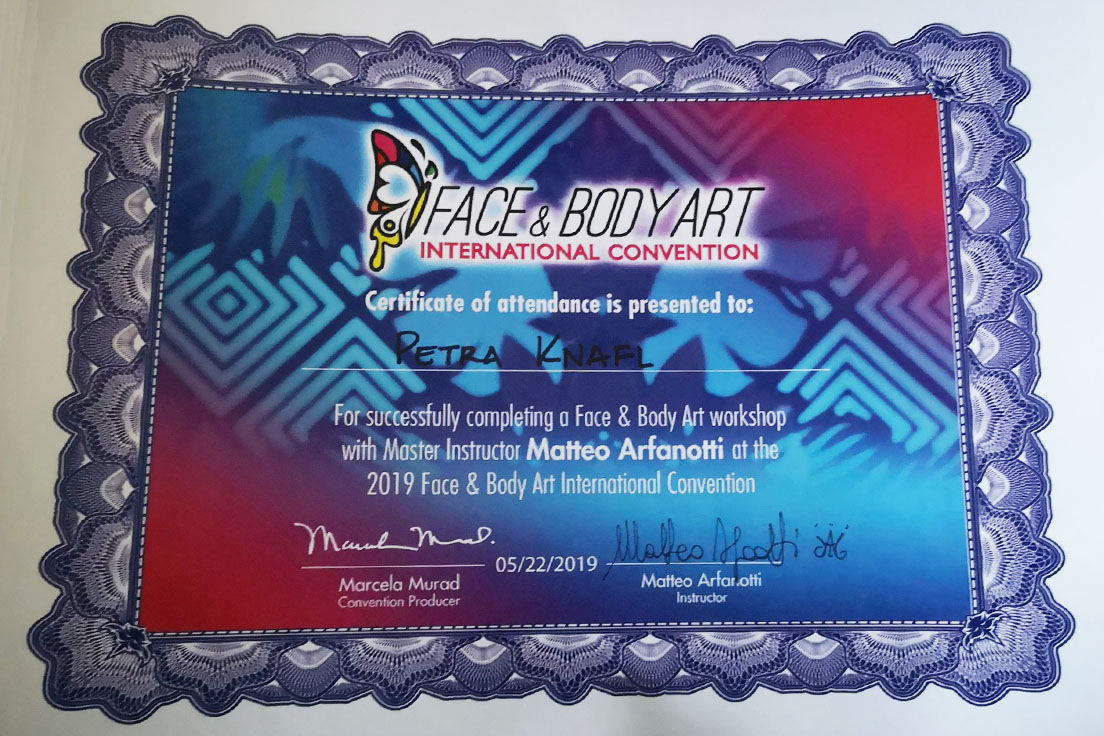 FACE & BODY ART
INTERNATIONAL CONVENTION
Certificate of attendance is presented to:
PETRA KNAFL
For successfully completing a Face & Body Art workshop
with Master Instructor Matteo Arfanotti at the
2019 Face & Body Art International Convention
05/22/2019
Marcela Murad
Convention Producer
Matteo Arfanotti
Instructor